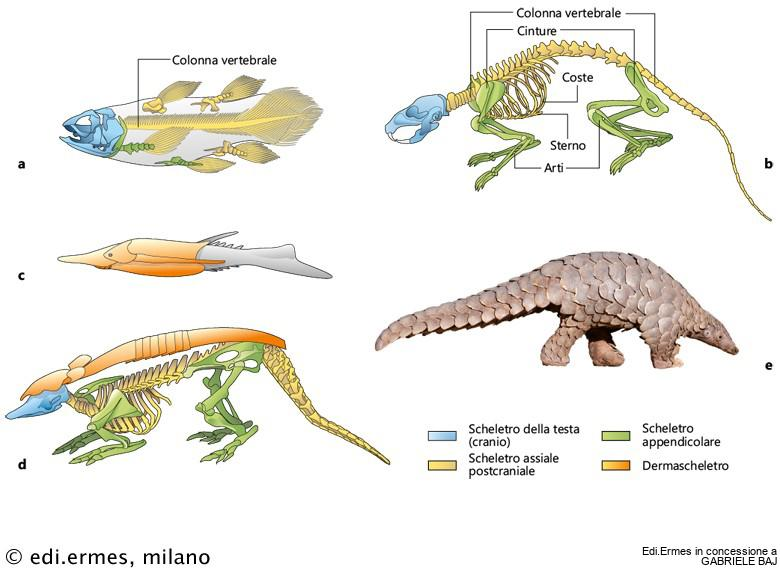 Colonna vertebrale
a
Colonna vertebrale
Cinture
Coste
Sterno
Arti
b
c
d
e
Scheletro della testa
(cranio)
Scheletro assiale
postcraniale
Scheletro
appendicolare
Dermascheletro
© edi.ermes, milano
Edi.Ermes in concessione a
GABRIELE BAJ